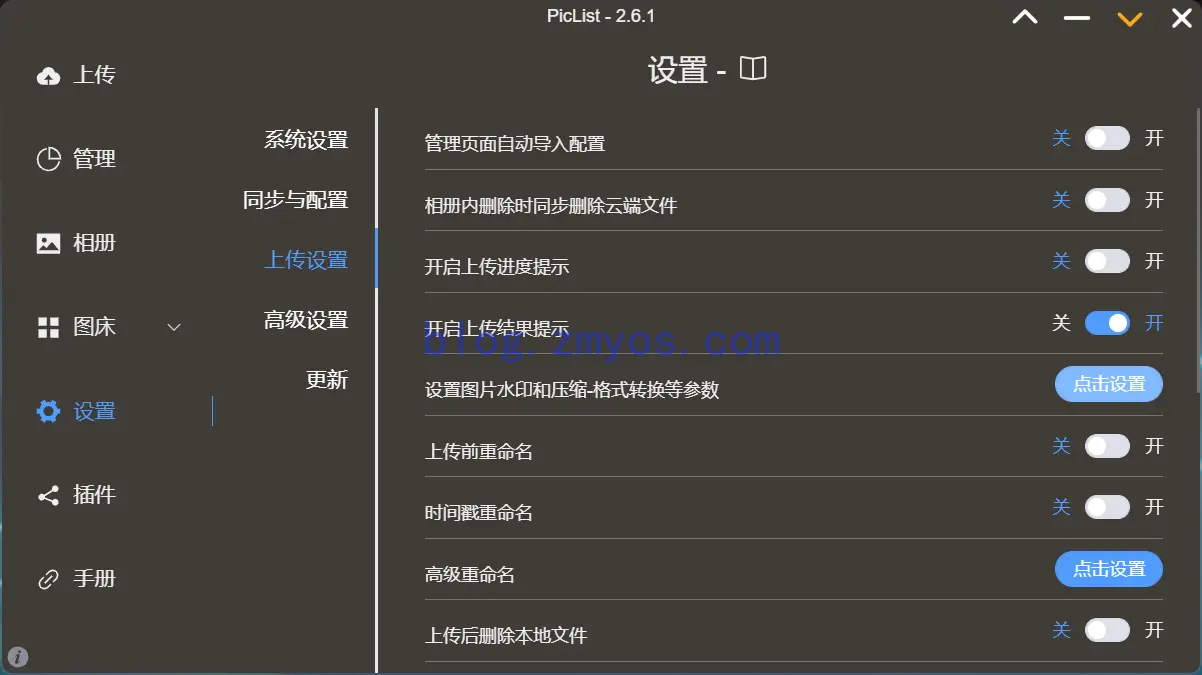 PicList - 2.6.1
设置 -
上传
管理
相册
图床
设置
插件
手册
系统设置
同步与配置
上传设置
高级设置
更新
管理页面自动导入配置 关 开
相册内删除时同步删除云端文件 关 开
开启上传进度提示 关 开
开启上传结果提示 关 开
blog.zmyos.com
设置图片水印和压缩-格式转换等参数 点击设置
上传前重命名 关 开
时间戳重命名 关 开
高级重命名 点击设置
上传后删除本地文件 关 开